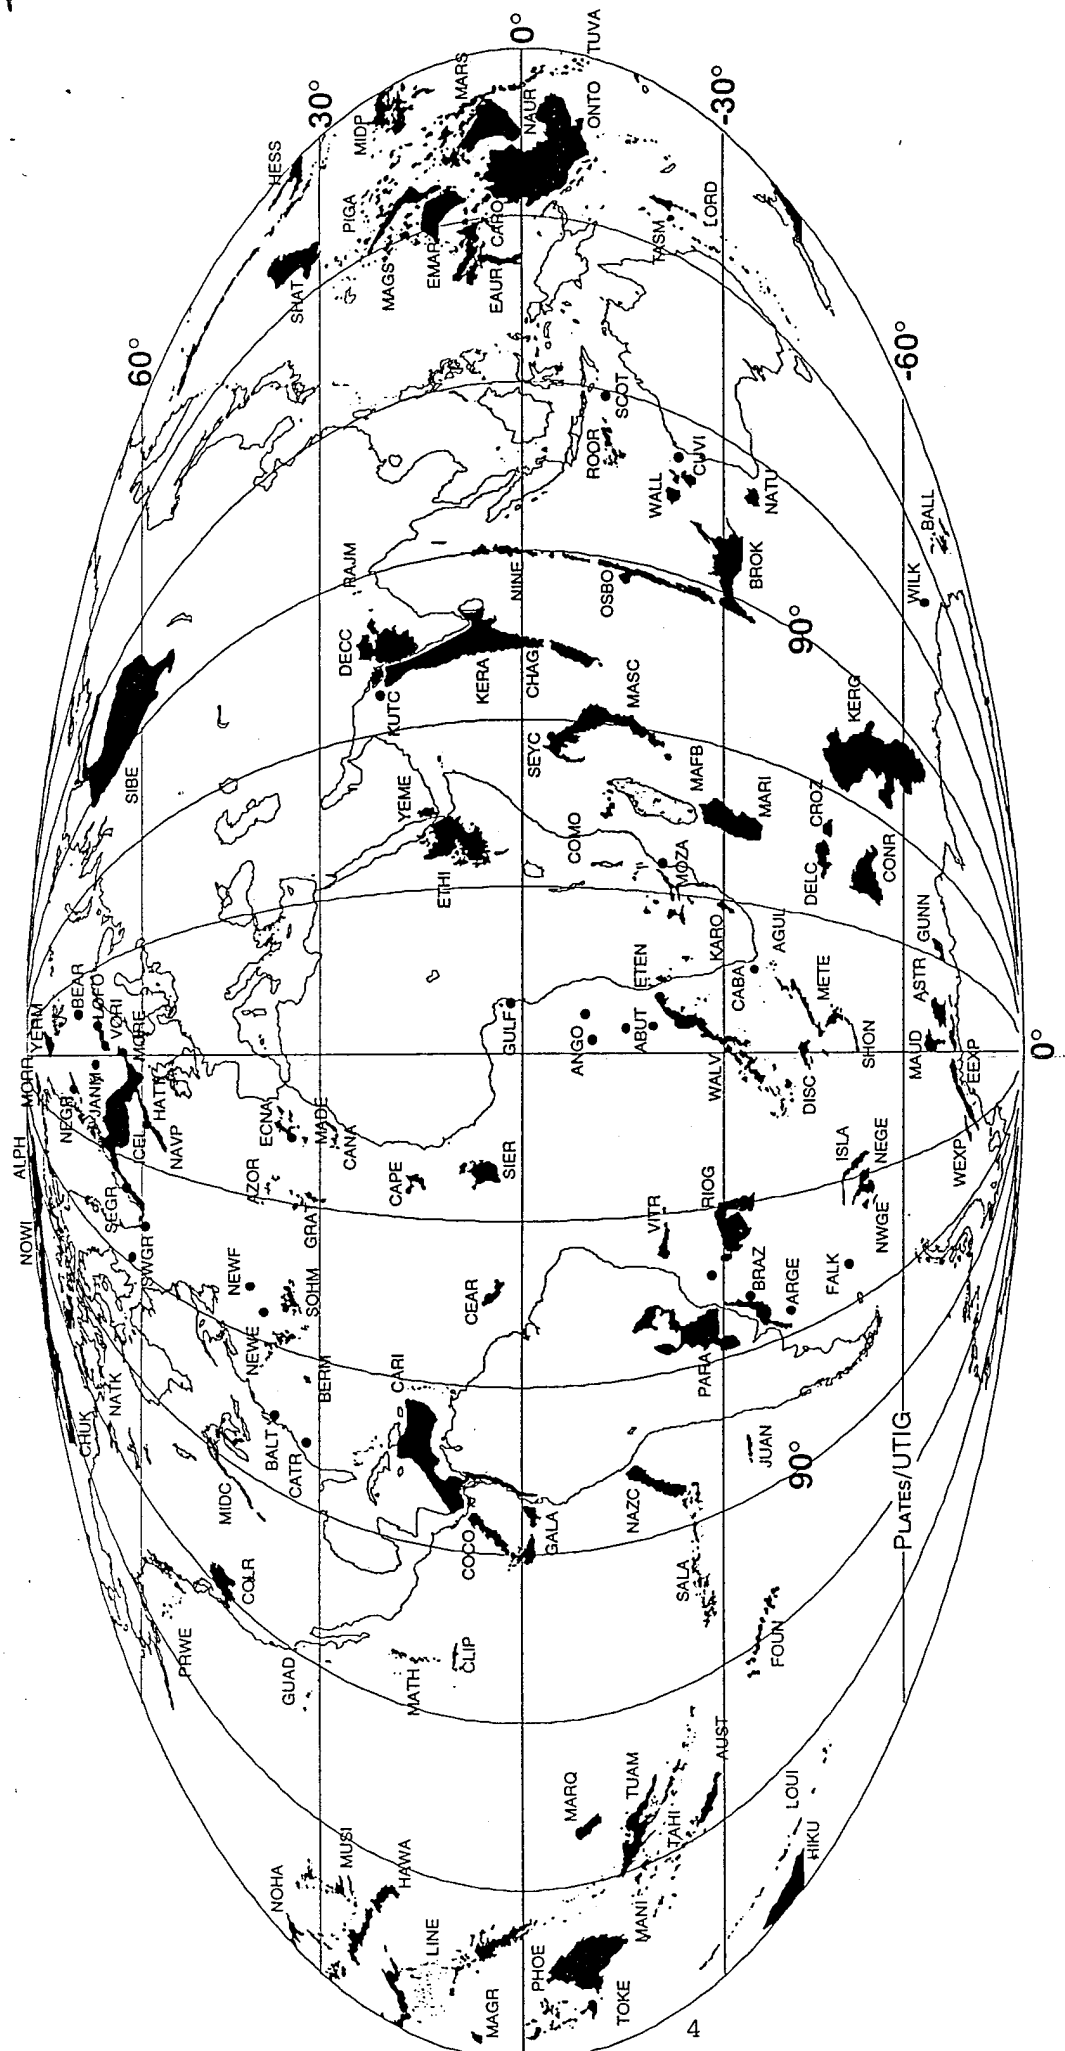 NOWI
ALPH
MORR
YERM
CHUK
NEGR
BEAR
JANM
LOFO
NATK
SEGR
VORI
SIBE
60°
ICEL
MORE
SWGR
HATT
PRWE
NAVP
MIDC
NEWF
COLR
NEWE
AZOR
ECNA
NOHA
BALT
HESS
GUAD
CATR
SOHM
GRAT
SHAT
30°
BERM
MADE
MUSI
CANA
DECC
RAJM
PIGA
MIDP
HAWA
MATH
CARI
CAPE
KUTC
YEME
MAGS
LINE
ETHI
EMAR
MARS
CLIP
COCO
CEAR
KERA
MAGR
SIER
GULF
EAUR
CARO
NINE
0°
PHOE
GALA
CHAG
SEYC
NAUR
MARQ
ANGO
COMO
ROOR
ONTO
TUVA
TOKE
TUAM
NAZC
ABUT
ETEN
MASC
OSBO
SCOT
MANI
TAHI
SALA
VITR
MOZA
WALL
TASM
PARA
RIOG
WALV
KARO
MAFB
CUVI
LORD
AUST
-30°
BRAZ
CABA
MARI
BROK
NATU
JUAN
FOUN
ARGE
DISC
AGUL
LOUI
90°
90°
HIKU
FALK
ISLA
METE
DELC
CROZ
NWGE
NEGE
SHON
CONR
KERG
PLATES/UTIG
-60°
MAUD
ASTR
GUNN
WILK
BALL
WEXP
EEXP
0°
4